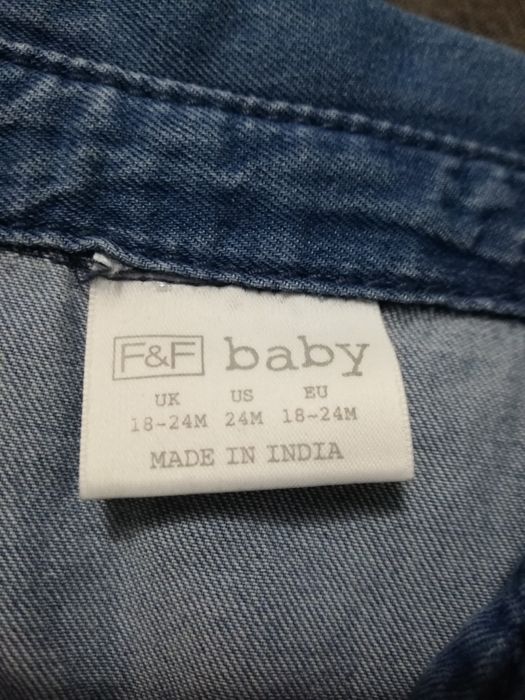 F&F baby
UK US EU
18-24M 24M 18-24M
MADE IN INDIA